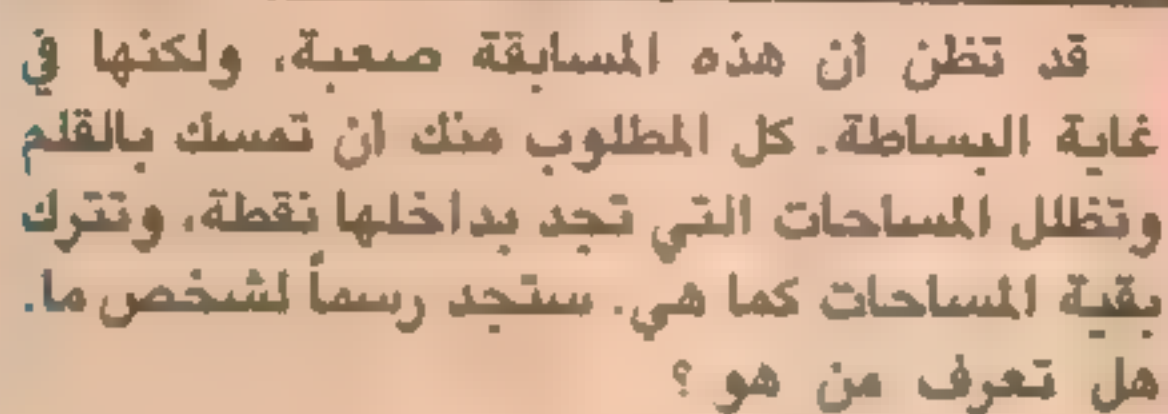 قد تظن أن هذه المسابقة صعبة، ولكنها في
غاية البساطة. كل المطلوب منك ان تمسك بالقلم
وتظلل المساحات التي تجد بداخلها نقطة، وتترك
بقية المساحات كما هي. ستجد رسماً لشخص ما.
هل تعرف من هو ؟